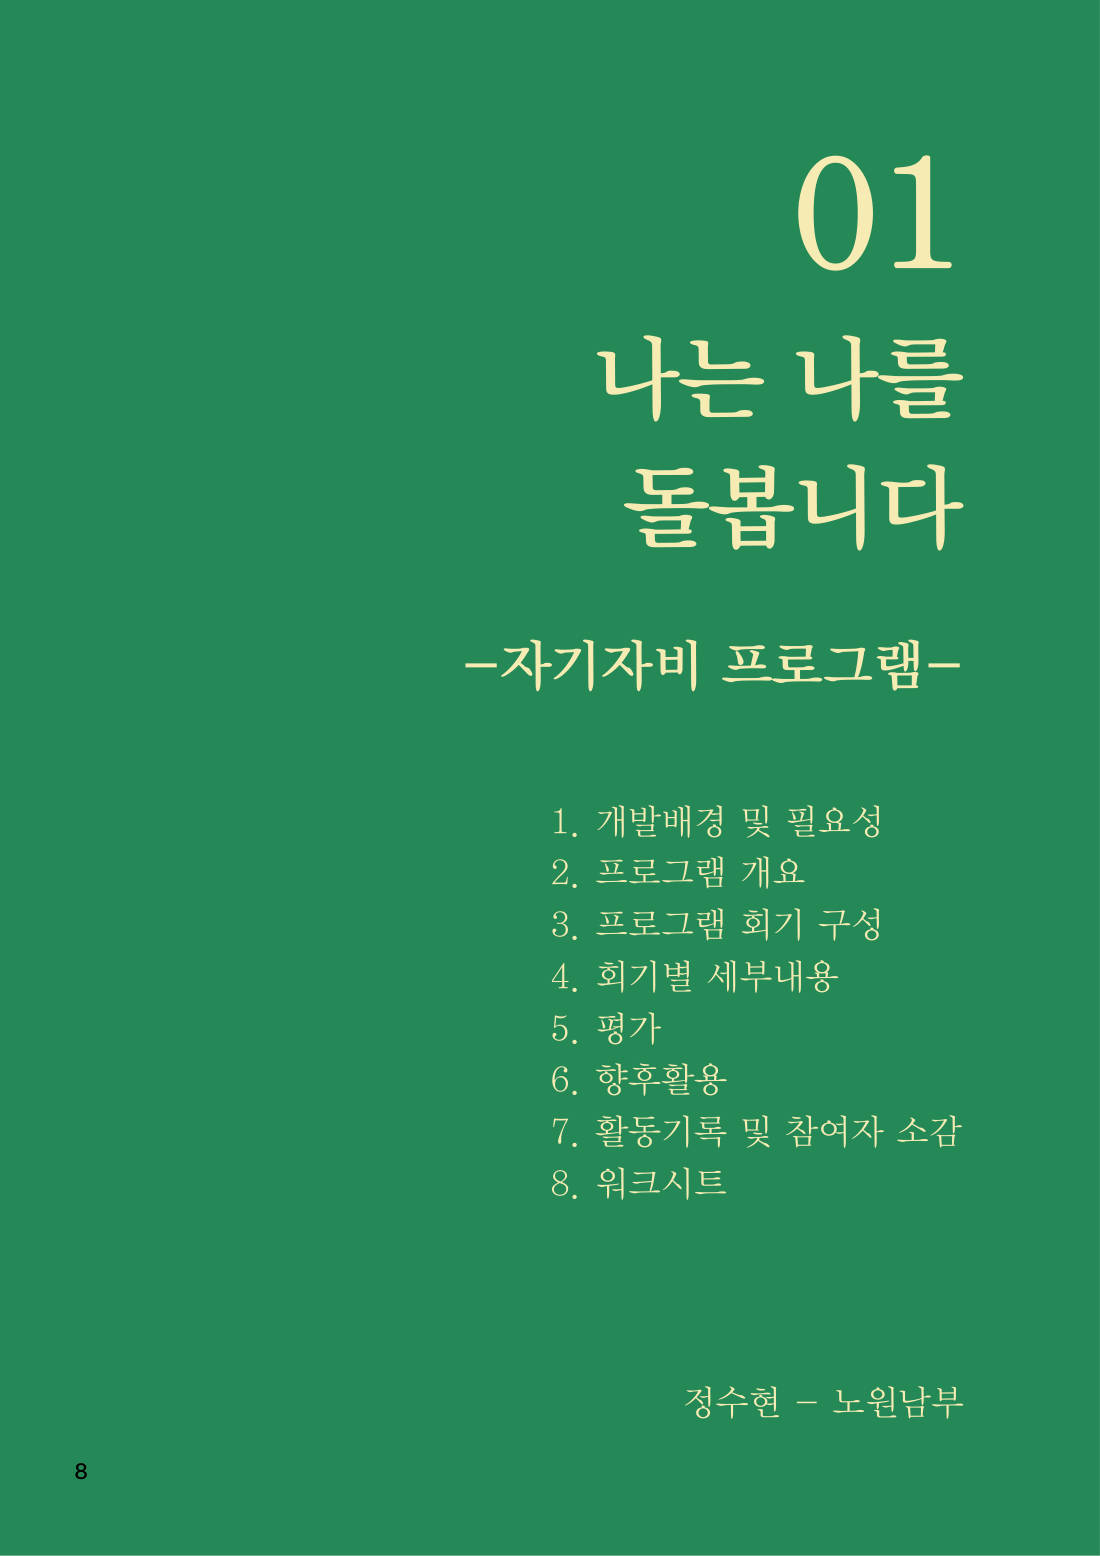 01
나는 나를
돌봅니다
-자기자비 프로그램-
1. 개발배경 및 필요성
2. 프로그램 개요
3. 프로그램 회기 구성
4. 회기별 세부내용
5. 평가
6. 향후활용
7. 활동기록 및 참여자 소감
8. 워크시트
정수현 - 노원남부
8